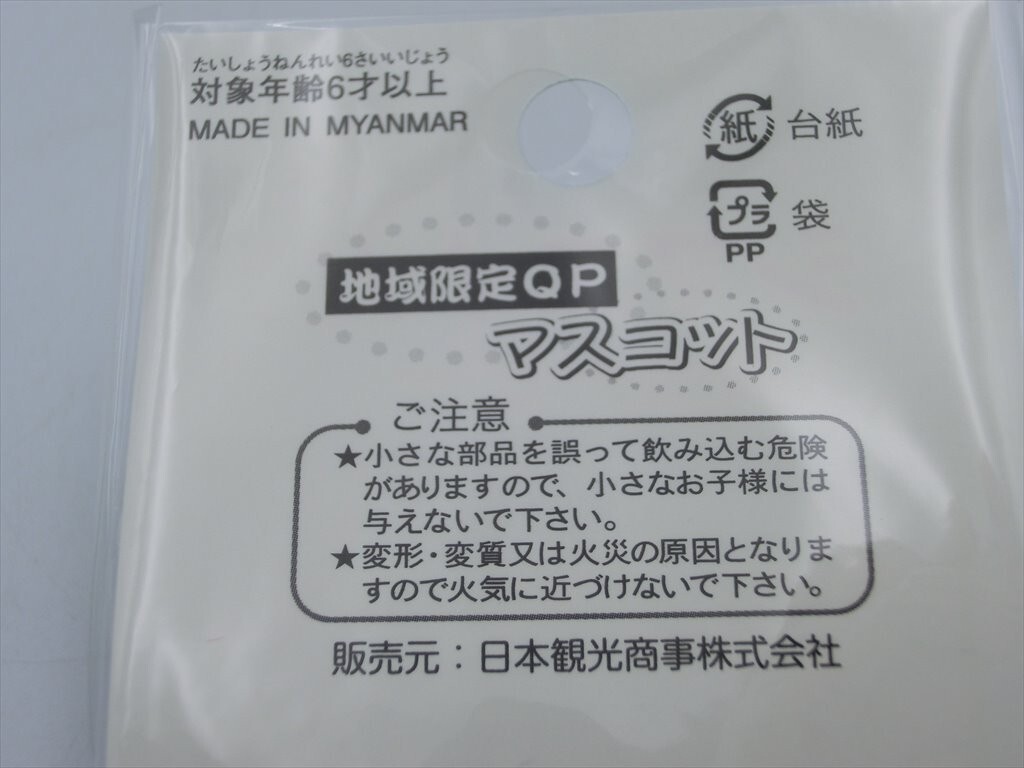 たいしょうねんれい6さいいじょう
対象年齢6才以上
MADE IN MYANMAR
紙 台紙
プラ 袋
PP
地域限定QP
マスコット
ご注意
★小さな部品を誤って飲み込む危険
がありますので、小さなお子様には
与えないで下さい。
★変形・変質又は火災の原因となりま
すので火気に近づけないで下さい。
販売元：日本観光商事株式会社